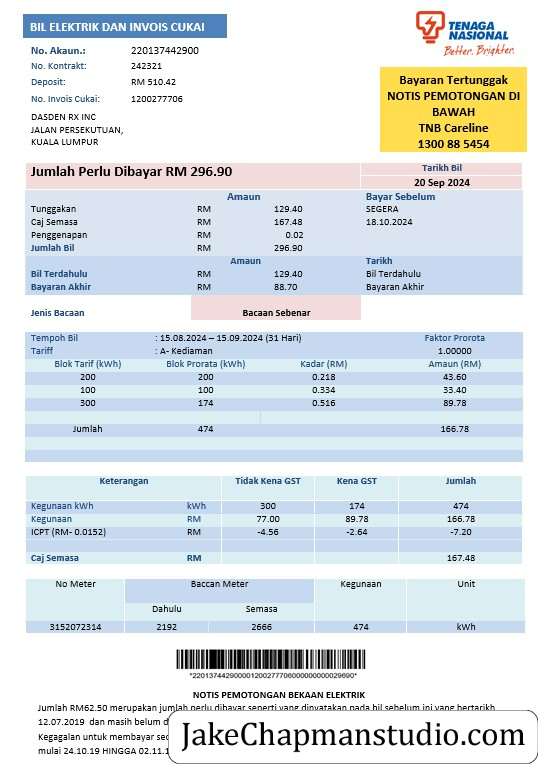 BIL ELEKTRIK DAN INVOIS CUKAI
TENAGA
NASIONAL
Better. Brighter.
No. Akaun.: 220137442900
No. Kontrakt: 242321
Deposit: RM 510.42
No. Invois Cukai: 1200277706
DASDEN RX INC
JALAN PERSEKUTUAN,
KUALA LUMPUR
Bayaran Tertunggak
NOTIS PEMOTONGAN DI
BAWAH
TNB Careline
1300 88 5454
Jumlah Perlu Dibayar RM 296.90 Tarikh Bil
20 Sep 2024
Amaun Bayar Sebelum
Tunggakan RM 129.40 SEGERA
Caj Semasa RM 167.48 18.10.2024
Penggenapan RM 0.02
Jumlah Bil RM 296.90
Amaun Tarikh
Bil Terdahulu RM 129.40 Bil Terdahulu
Bayaran Akhir RM 88.70 Bayaran Akhir
Jenis Bacaan Bacaan Sebenar
Tempoh Bil : 15.08.2024 – 15.09.2024 (31 Hari) Faktor Prorota
Tariff : A- Kediaman 1.00000
Blok Tarif (kWh) Blok Prorata (kWh) Kadar (RM) Amaun (RM)
200 200 0.218 43.60
100 100 0.334 33.40
300 174 0.516 89.78
Jumlah 474 166.78
Keterangan Tidak Kena GST Kena GST Jumlah
Kegunaan kWh kWh 300 174 474
Kegunaan RM 77.00 89.78 166.78
ICPT (RM- 0.0152) RM -4.56 -2.64 -7.20
Caj Semasa RM 167.48
No Meter Baccan Meter Kegunaan Unit
Dahulu Semasa
3152072314 2192 2666 474 kWh
NOTIS PEMOTONGAN BEKAAN ELEKTRIK
Jumlah RM62.50 merupakan jumlah perlu dibayar seperti yang dinyatakan pada bil sebelum ini yang bertarikh
12.07.2019 dan masih belum
Kegagalan untuk membayar
mulai 24.10.19 HINGGA 02.11.1
JakeChapmanstudio.com